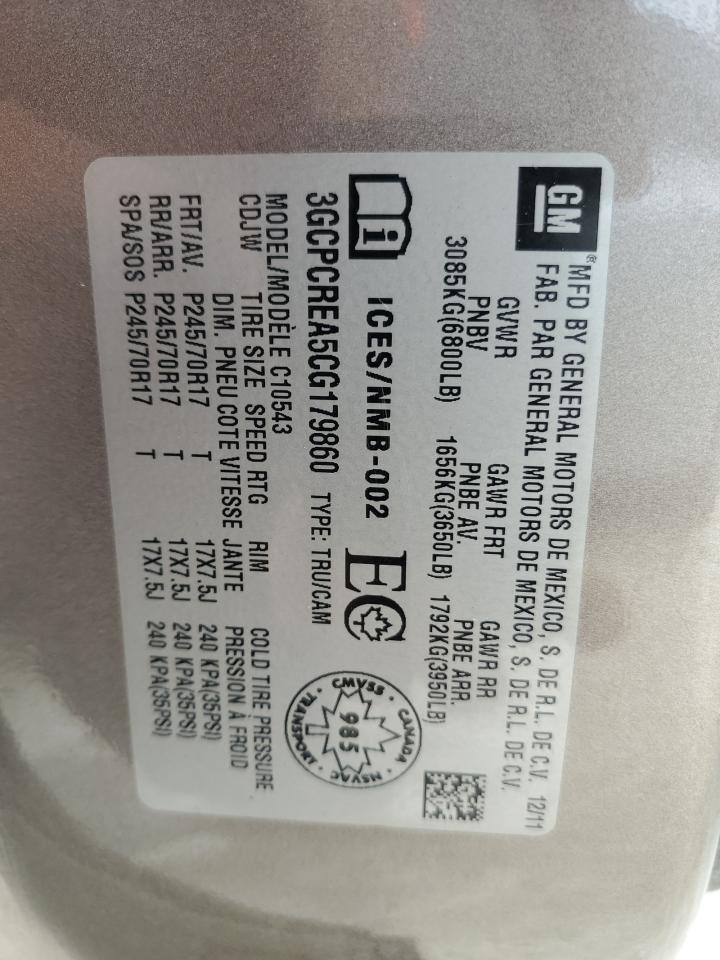 GM
®
MFD BY GENERAL MOTORS DE MEXICO, S. DE R.L. DE C.V. 12/11
FAB. PAR GENERAL MOTORS DE MEXICO, S. DE R.L. DE C.V.
GVWR GAWR FRT GAWR RR
PNBV PNBE AV. PNBE ARR.
3085KG(6800LB) 1656KG(3650LB) 1792KG(3950LB)
i ICES/NMB-002 EC
CANADA · NSVAC · TRANSPORT · CMVSS ·
985
3GCPCREA5CG179860 TYPE: TRU/CAM
MODEL/MODÈLE C10543
CDJW TIRE SIZE SPEED RTG RIM COLD TIRE PRESSURE
DIM. PNEU COTE VITESSE JANTE PRESSION À FROID
FRT/AV. P245/70R17 T 17X7.5J 240 KPA(35PSI)
RR/ARR. P245/70R17 T 17X7.5J 240 KPA(35PSI)
SPA/SOS P245/70R17 T 17X7.5J 240 KPA(35PSI)